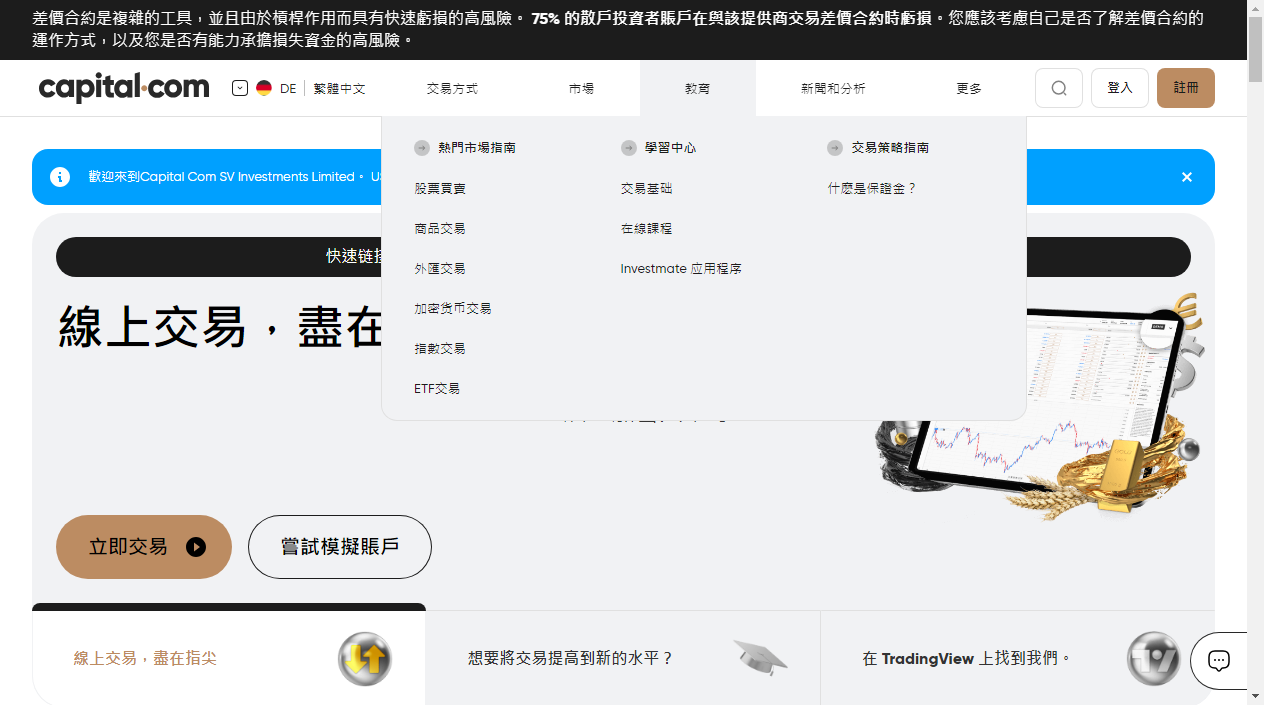 差價合約是複雜的工具，並且由於槓桿作用而具有快速虧損的高風險。 75% 的散戶投資者賬戶在與該提供商交易差價合約時虧損。您應該考慮自己是否了解差價合約的
運作方式，以及您是否有能力承擔損失資金的高風險。
capital.com
DE 繁體中文
交易方式
市場
教育
新聞和分析
更多
登入
註冊
熱門市場指南
股票買賣
商品交易
外匯交易
加密货币交易
指數交易
ETF交易
學習中心
交易基础
在線課程
Investmate 应用程序
交易策略指南
什麼是保證金？
歡迎來到Capital Com SV Investments Limited。 US
快速链接
線上交易，盡在
立即交易
嘗試模擬賬戶
線上交易，盡在指尖
想要將交易提高到新的水平？
在 TradingView 上找到我們。